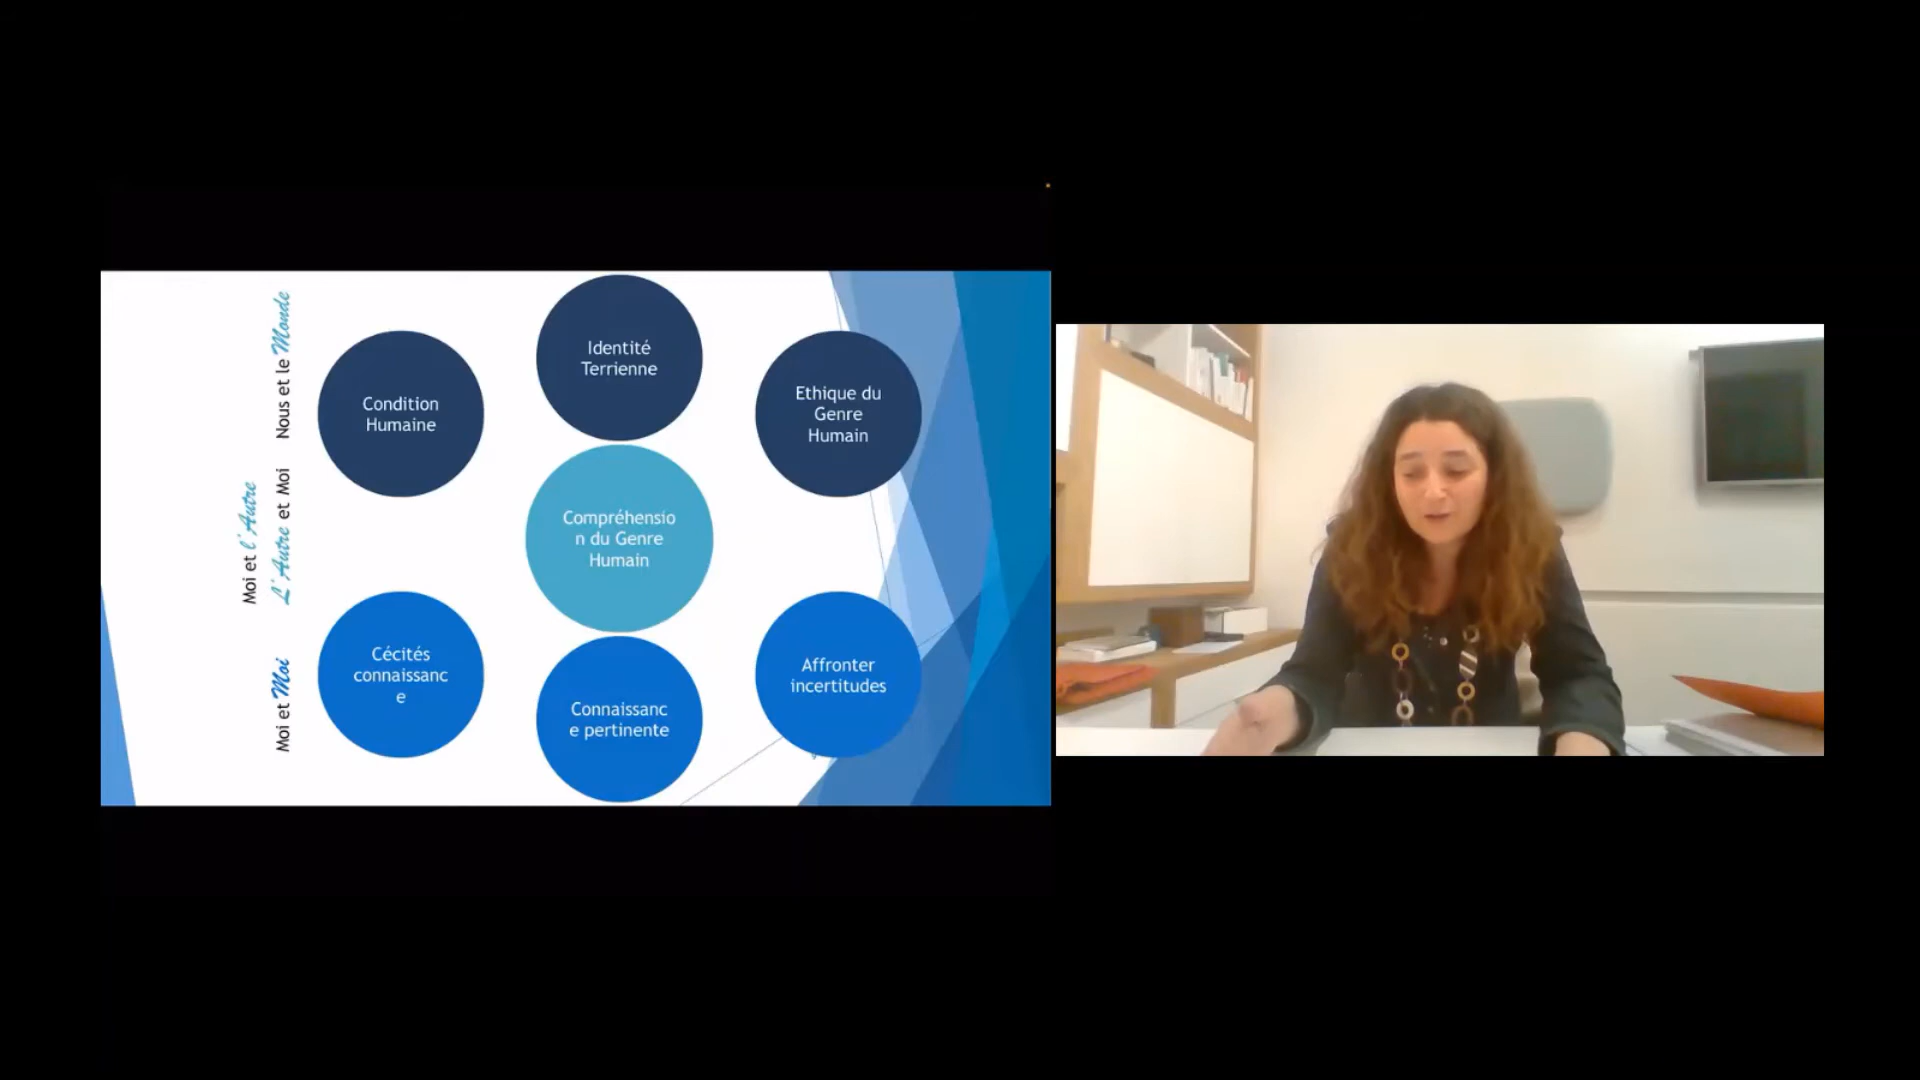 Nous et le Monde
Moi et l'Autre
L'Autre et Moi
Moi et Moi
Identité
Terrienne
Condition
Humaine
Ethique du
Genre
Humain
Compréhensio
n du Genre
Humain
Cécités
connaissanc
e
Connaissanc
e pertinente
Affronter
incertitudes